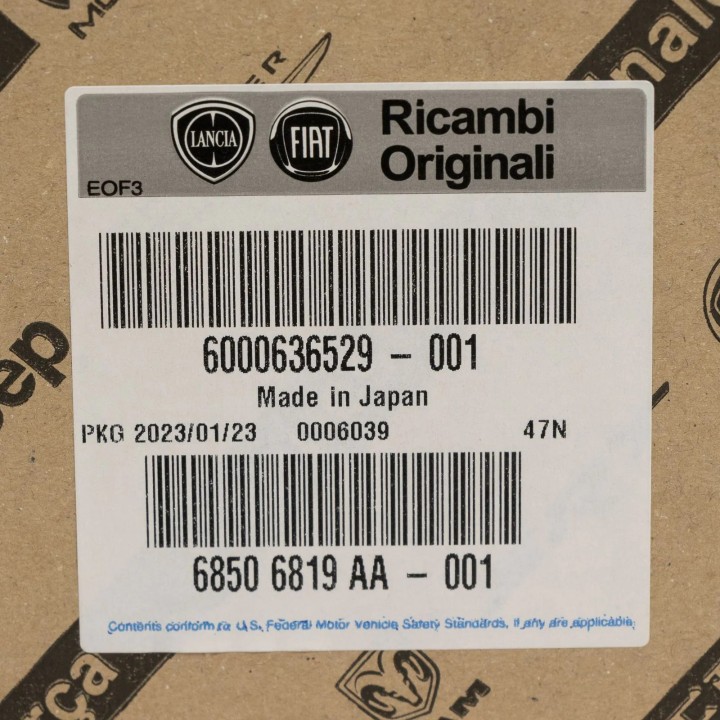 LANCIA
FIAT
Ricambi
Originali
EOF3
6000636529 - 001
Made in Japan
PKG 2023/01/23 0006039 47N
6850 6819 AA - 001
Contents conform to U.S. Federal Motor Vehicle Safety Standards, if any are applicable.